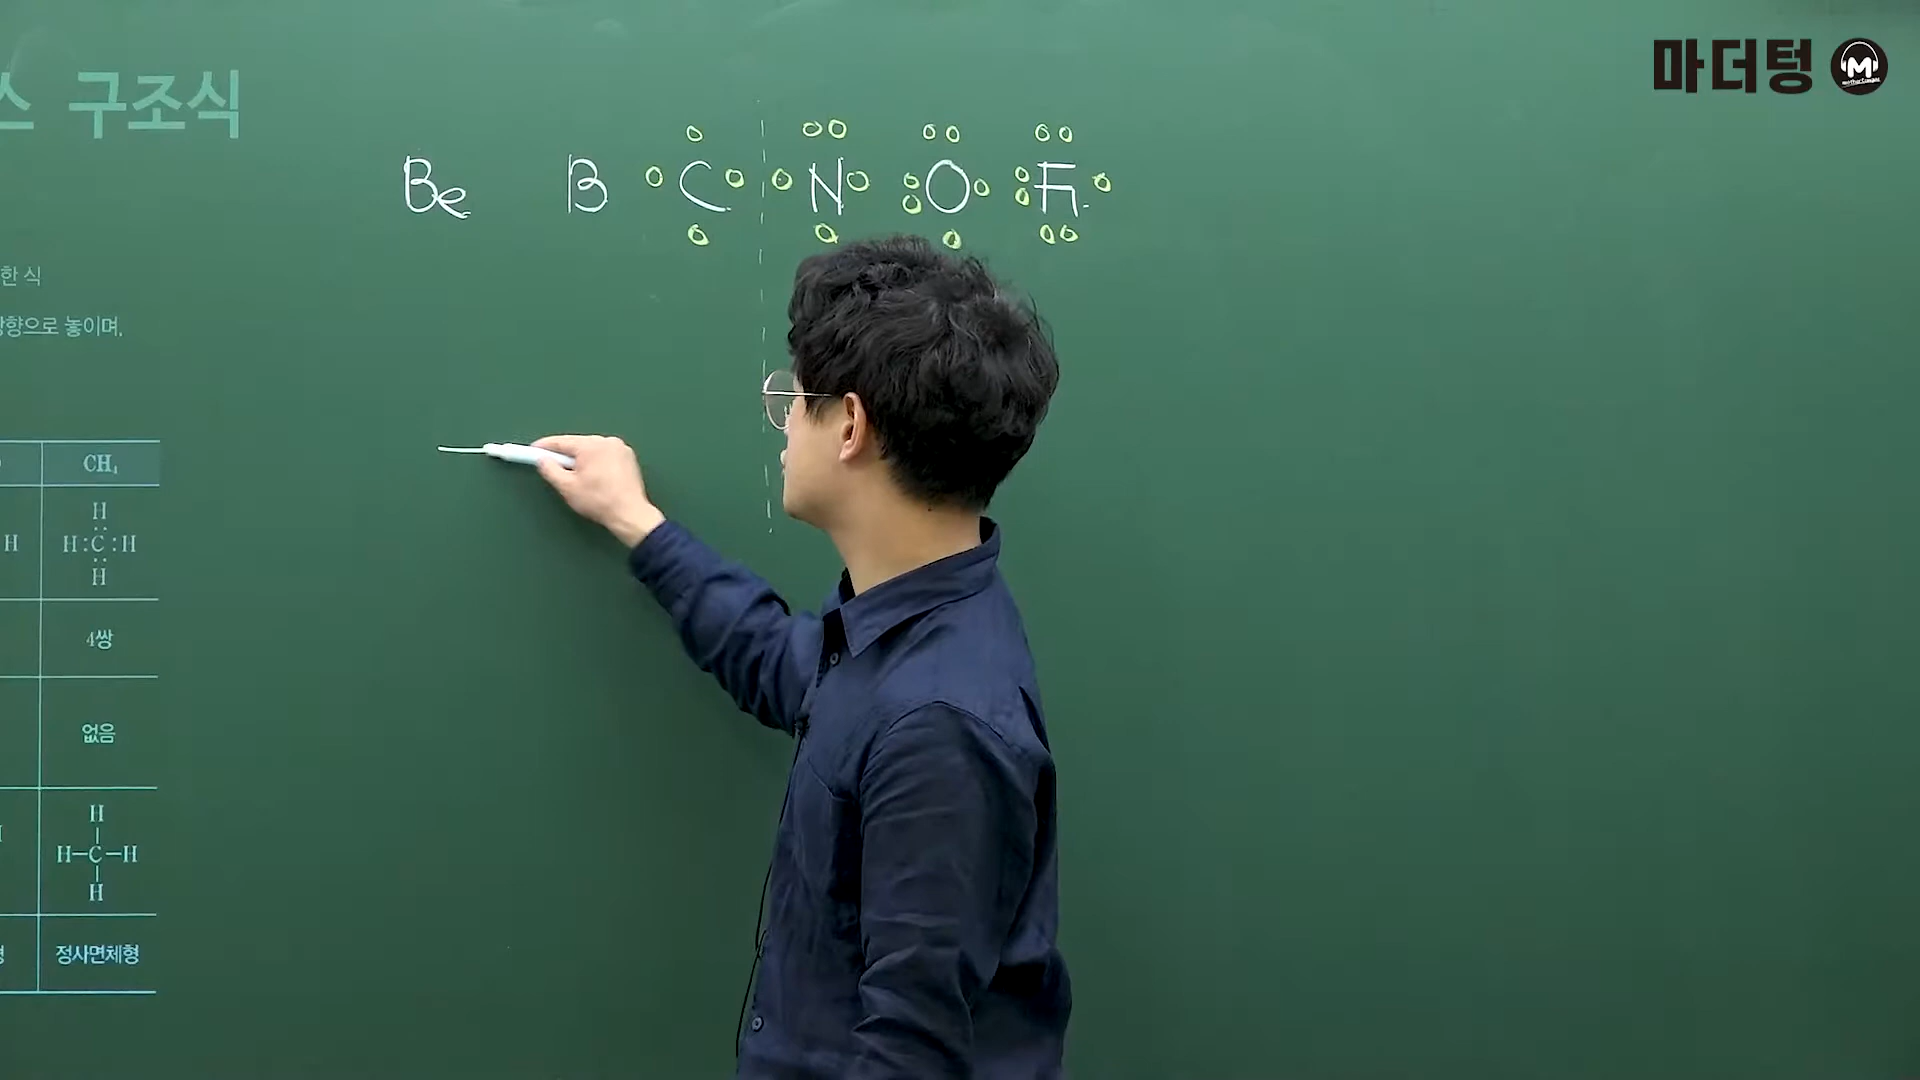 마더텅
구조식
Be B C N O F
한 식
향으로 놓이며,
CH₄
H
H H:C:H
H
4쌍
없음
H
H-C-H
H
정사면체형